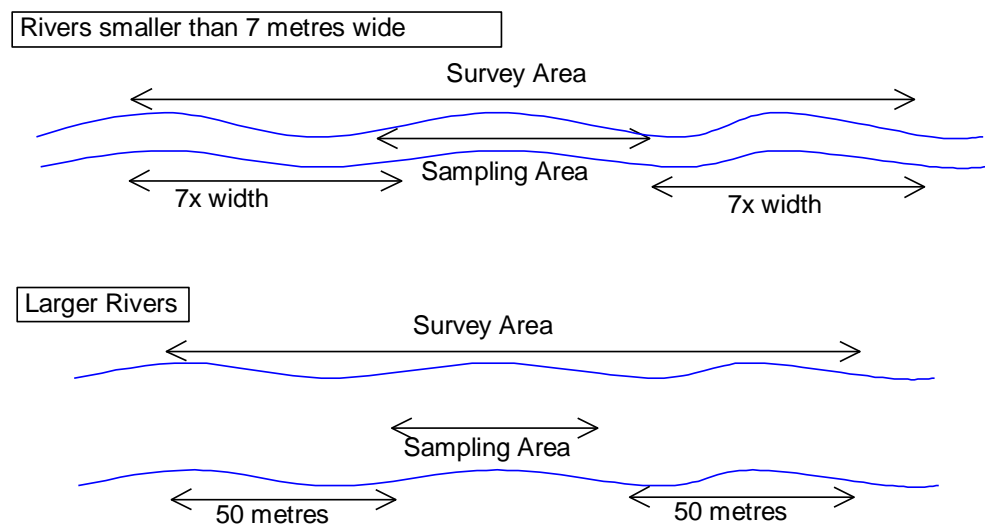 Rivers smaller than 7 metres wide
Survey Area
Sampling Area
7x width
7x width
Larger Rivers
Survey Area
Sampling Area
50 metres
50 metres